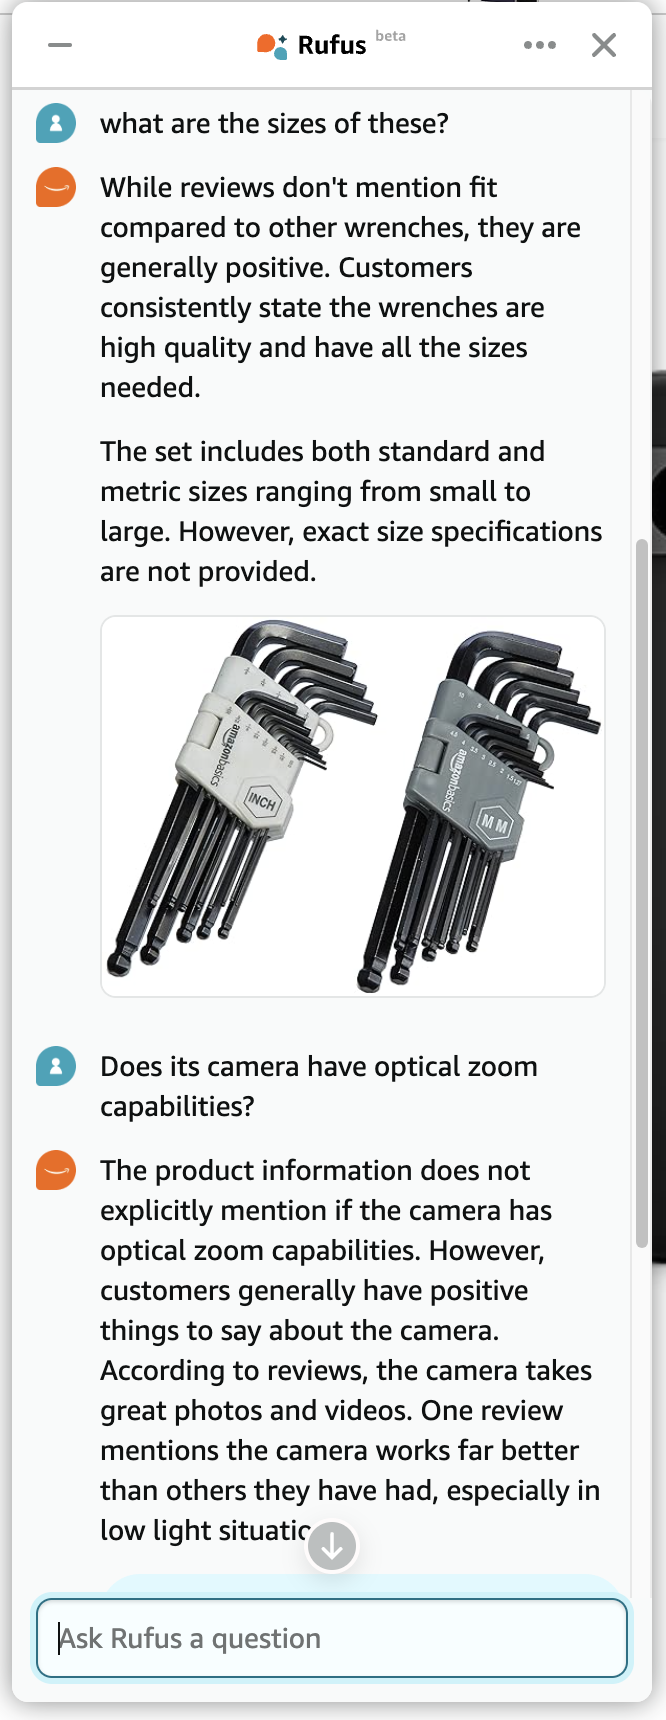 Rufus beta
what are the sizes of these?
While reviews don't mention fit
compared to other wrenches, they are
generally positive. Customers
consistently state the wrenches are
high quality and have all the sizes
needed.
The set includes both standard and
metric sizes ranging from small to
large. However, exact size specifications
are not provided.
amazonbasics
INCH
amazonbasics
MM
Does its camera have optical zoom
capabilities?
The product information does not
explicitly mention if the camera has
optical zoom capabilities. However,
customers generally have positive
things to say about the camera.
According to reviews, the camera takes
great photos and videos. One review
mentions the camera works far better
than others they have had, especially in
low light situatio
Ask Rufus a question